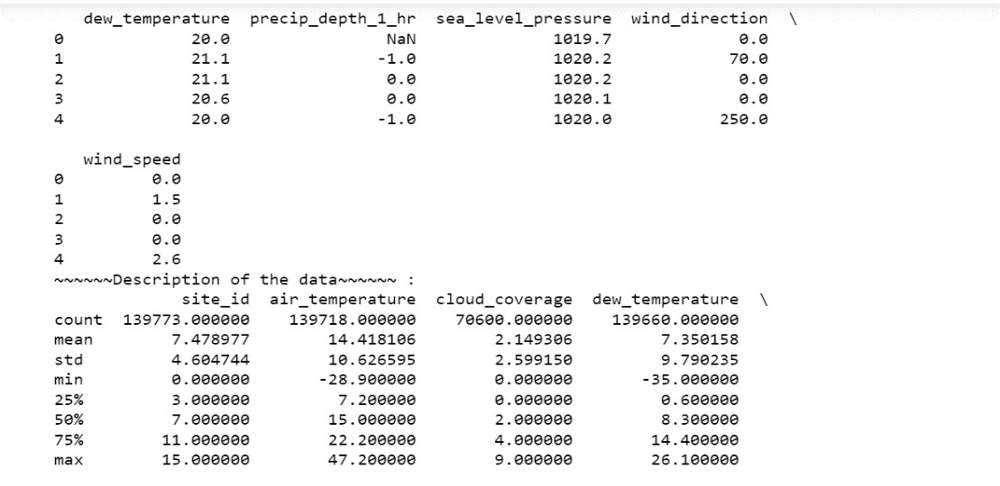 dew_temperature precip_depth_1_hr sea_level_pressure wind_direction \
0 20.0 NaN 1019.7 0.0
1 21.1 -1.0 1020.2 70.0
2 21.1 0.0 1020.2 0.0
3 20.6 0.0 1020.1 0.0
4 20.0 -1.0 1020.0 250.0
wind_speed
0 0.0
1 1.5
2 0.0
3 0.0
4 2.6
~~~~~~Description of the data~~~~~~ :
site_id air_temperature cloud_coverage dew_temperature \
count 139773.000000 139718.000000 70600.000000 139660.000000
mean 7.478977 14.418106 2.149306 7.350158
std 4.604744 10.626595 2.599150 9.790235
min 0.000000 -28.900000 0.000000 -35.000000
25% 3.000000 7.200000 0.000000 0.600000
50% 7.000000 15.000000 2.000000 8.300000
75% 11.000000 22.200000 4.000000 14.400000
max 15.000000 47.200000 9.000000 26.100000